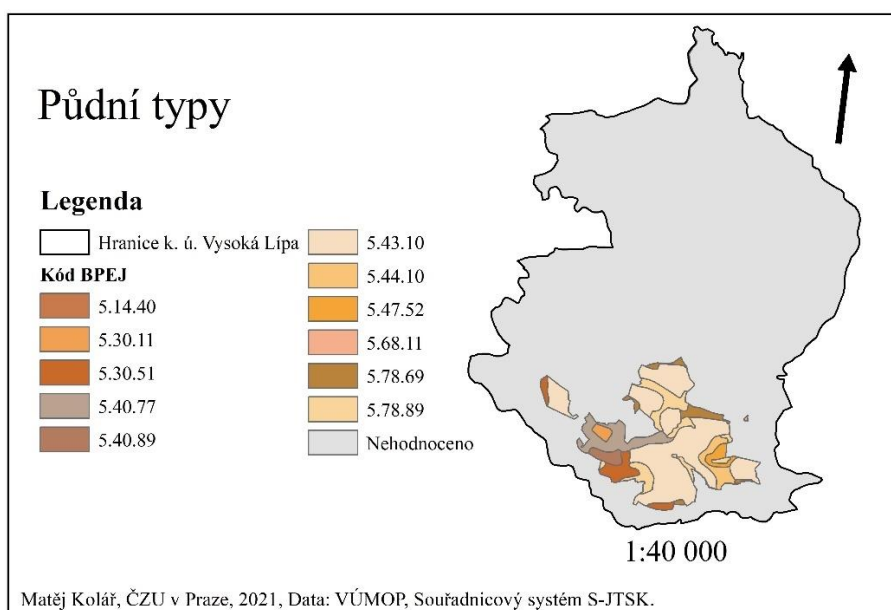 Půdní typy
Legenda
Hranice k. ú. Vysoká Lípa
Kód BPEJ
5.14.40
5.30.11
5.30.51
5.40.77
5.40.89
5.43.10
5.44.10
5.47.52
5.68.11
5.78.69
5.78.89
Nehodnoceno
1:40 000
Matěj Kolář, ČZU v Praze, 2021, Data: VÚMOP, Souřadnicový systém S-JTSK.